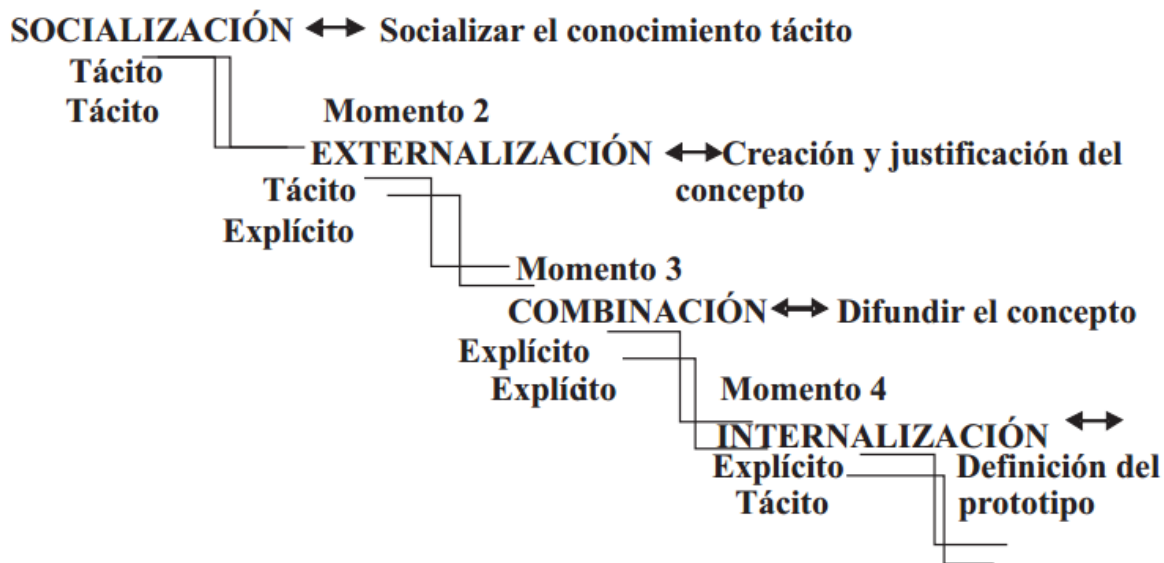 SOCIALIZACIÓN ↔ Socializar el conocimiento tácito
Tácito
Tácito
Momento 2
EXTERNALIZACIÓN ↔ Creación y justificación del
concepto
Tácito
Explícito
Momento 3
COMBINACIÓN ↔ Difundir el concepto
Explícito
Explícito
Momento 4
INTERNALIZACIÓN ↔
Explícito
Tácito
Definición del
prototipo